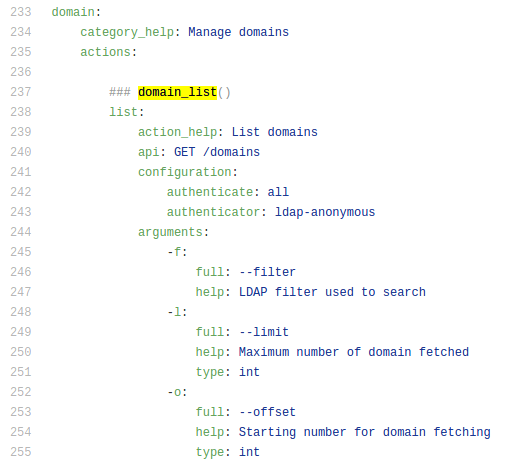 233 domain:
234     category_help: Manage domains
235     actions:
236
237         ### domain_list()
238         list:
239             action_help: List domains
240             api: GET /domains
241             configuration:
242                 authenticate: all
243                 authenticator: ldap-anonymous
244             arguments:
245                 -f:
246                     full: --filter
247                     help: LDAP filter used to search
248                 -l:
249                     full: --limit
250                     help: Maximum number of domain fetched
251                     type: int
252                 -o:
253                     full: --offset
254                     help: Starting number for domain fetching
255                     type: int